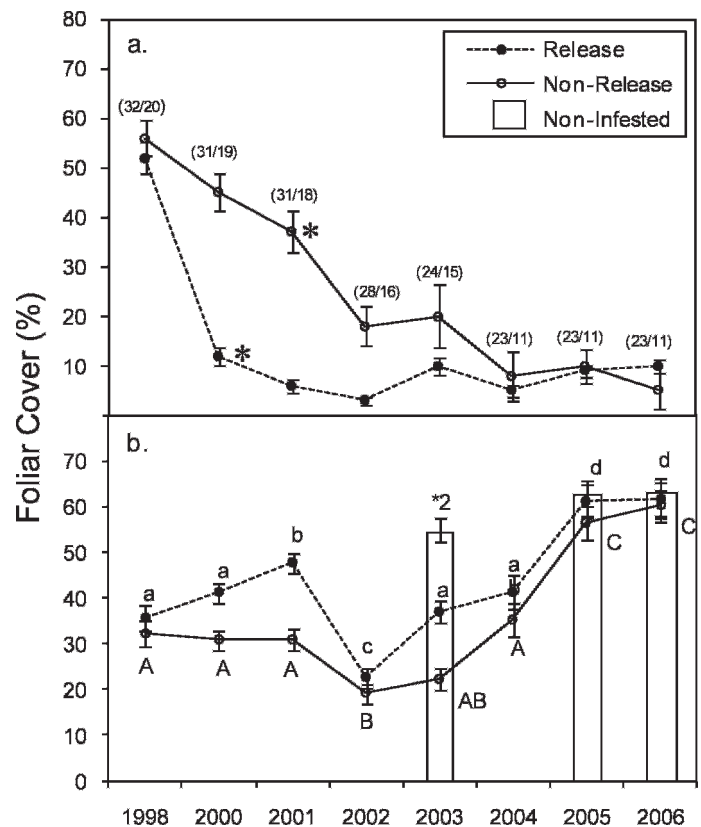 80
a.
Release
Non-Release
Non-Infested
70
60
50
40
30
20
10
(32/20)
(31/19)
(31/18)
*
*
(28/16)
(24/15)
(23/11)
(23/11)
(23/11)
Foliar Cover (%)
b.
70
60
50
40
30
20
10
0
a
a
b
c
*2
a
a
d
d
A
A
A
B
AB
A
C
C
1998 2000 2001 2002 2003 2004 2005 2006